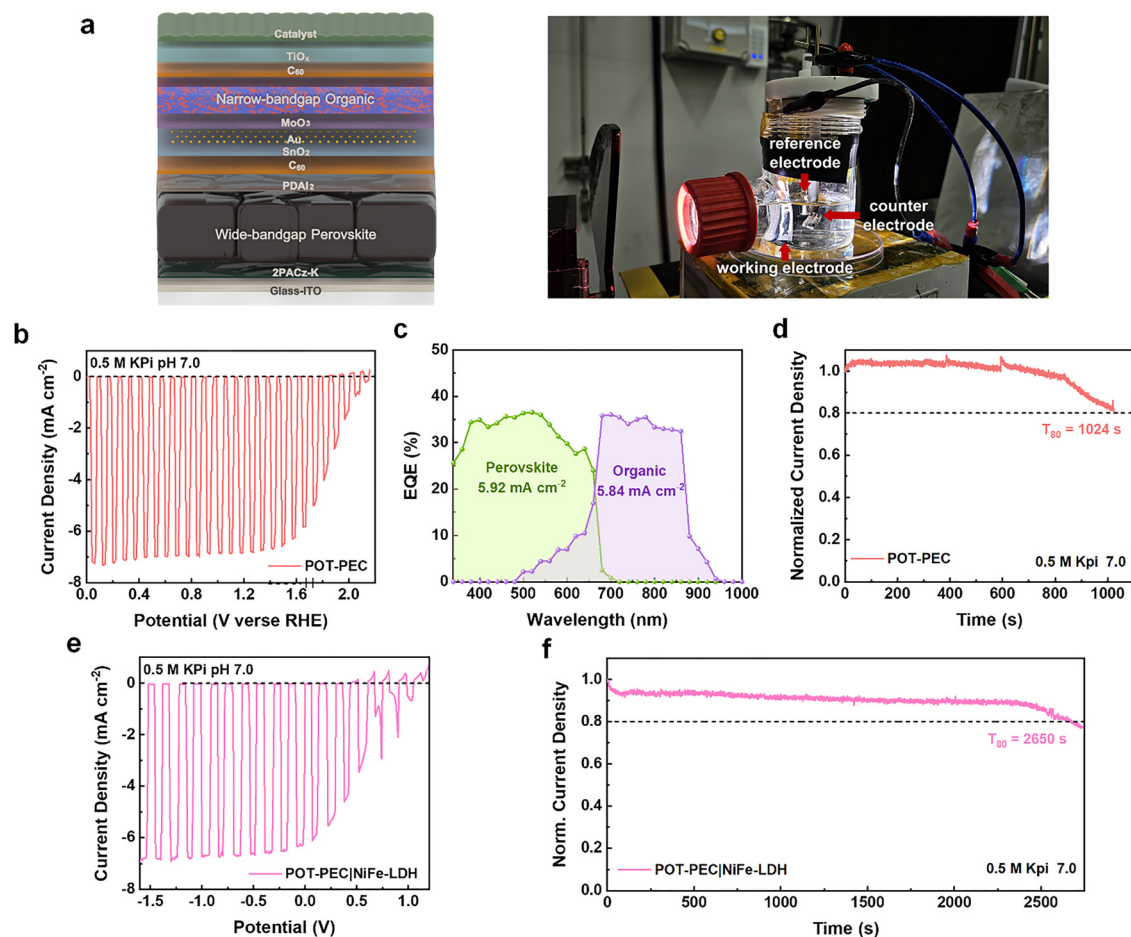 a
Catalyst
TiOₓ
C₆₀
Narrow-bandgap Organic
MoO₃
Au
SnO₂
C₆₀
PDAI₂
Wide-bandgap Perovskite
2PACz-K
Glass-ITO
reference
electrode
counter
electrode
working electrode
b
0.5 M KPi pH 7.0
0
-2
-4
-6
-8
Current Density (mA cm⁻²)
POT-PEC
0.0 0.4 0.8 1.2 1.6 2.0
Potential (V verse RHE)
c
50
40
30
20
10
0
EQE (%)
Perovskite
5.92 mA cm⁻²
Organic
5.84 mA cm⁻²
400 500 600 700 800 900 1000
Wavelength (nm)
d
1.0
0.8
0.6
0.4
0.2
0.0
Normalized Current Density
T₈₀ = 1024 s
POT-PEC
0.5 M Kpi 7.0
0 200 400 600 800 1000
Time (s)
e
0.5 M KPi pH 7.0
0
-2
-4
-6
-8
Current Density (mA cm⁻²)
POT-PEC|NiFe-LDH
-1.5 -1.0 -0.5 0.0 0.5 1.0
Potential (V)
f
1.0
0.8
0.6
0.4
0.2
0.0
Norm. Current Density
T₈₀ = 2650 s
POT-PEC|NiFe-LDH
0.5 M Kpi 7.0
0 500 1000 1500 2000 2500
Time (s)